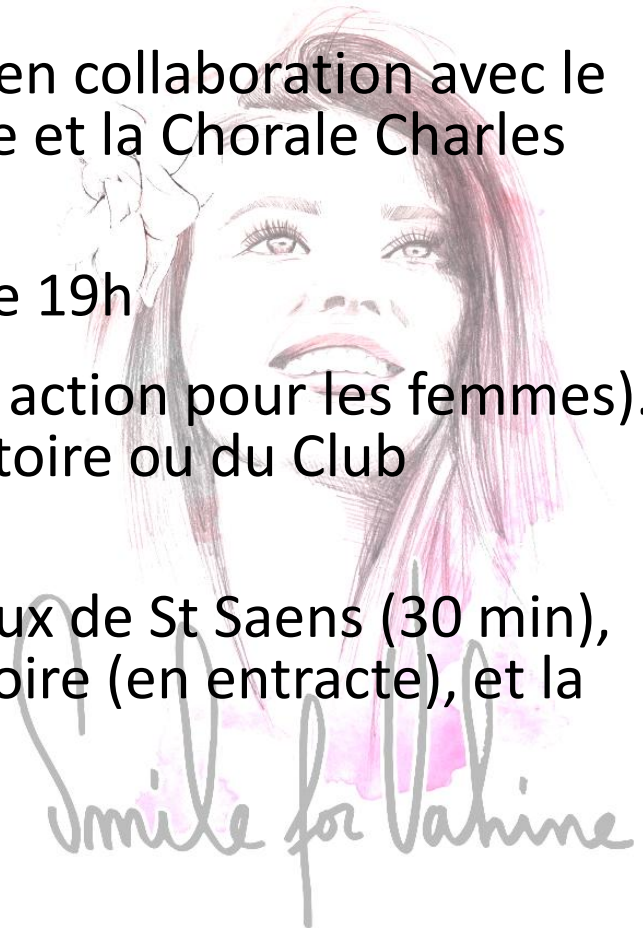 en collaboration avec le
e et la Chorale Charles
e 19h
action pour les femmes).
toire ou du Club
ux de St Saens (30 min),
oire (en entracte), et la
Smile for Vahine